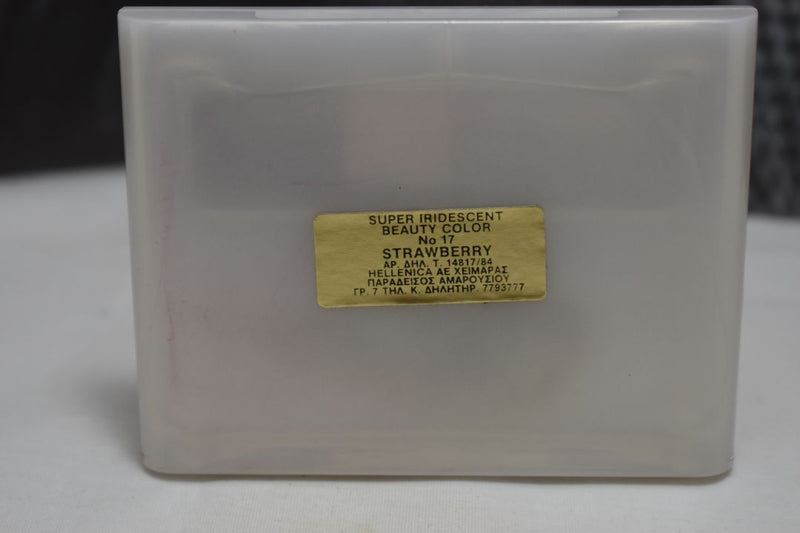 SUPER IRIDESCENT
BEAUTY COLOR
No 17
STRAWBERRY
ΑΡ. ΔΗΛ. Τ. 14817/84
HELLENICA AE ΧΕΙΜΑΡΑΣ
ΠΑΡΑΔΕΙΣΟΣ ΑΜΑΡΟΥΣΙΟΥ
ΓΡ. 7 ΤΗΛ. Κ. ΔΗΛΗΤΗΡ. 7793777